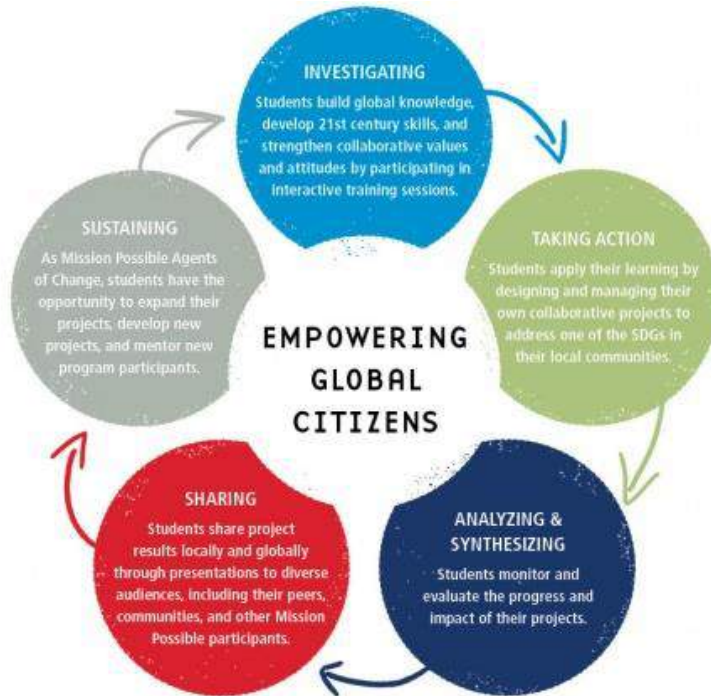 INVESTIGATING
Students build global knowledge,
develop 21st century skills, and
strengthen collaborative values
and attitudes by participating in
interactive training sessions.
TAKING ACTION
Students apply their learning by
designing and managing their
own collaborative projects to
address one of the SDGs in
their local communities.
ANALYZING &
SYNTHESIZING
Students monitor and
evaluate the progress and
impact of their projects.
SHARING
Students share project
results locally and globally
through presentations to diverse
audiences, including their peers,
communities, and other Mission
Possible participants.
SUSTAINING
As Mission Possible Agents
of Change, students have the
opportunity to expand their
projects, develop new
projects, and mentor new
program participants.
EMPOWERING
GLOBAL
CITIZENS